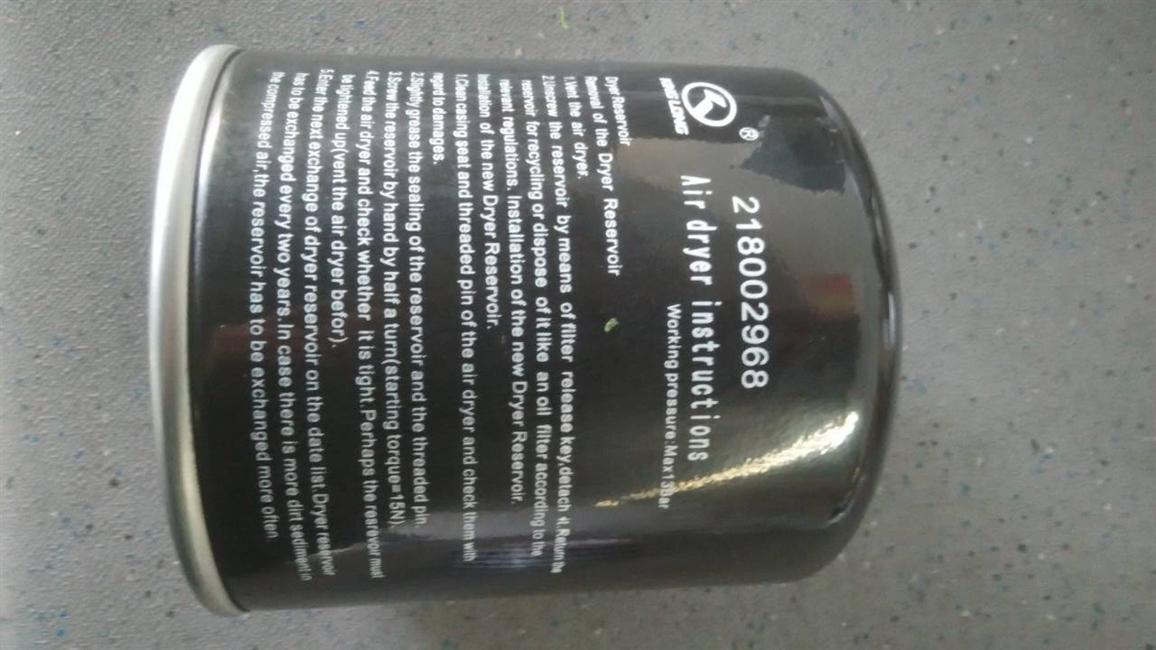 KING LONG
®
218002968
Air dryer instructions
Working pressure:Max13Bar
Dryer Reservoir
Removal of the Dryer Reservoir
1.Vent the air dryer,
2.Unscrew the reservoir by means of filter release key,detach it.Return the
reservoir for recycling or dispose of it like an oil filter according to the
relevant regulations. Installation of the new Dryer Reservoir.
Installation of the new Dryer Reservoir.
1.Clean casing seat and threaded pin of the air dryer and check them with
regard to damages.
2.Slightly grease the sealing of the reservoir and the threaded pin.
3.Screw the reservoir by hand by half a turn(starting torque=15N),
4.Feed the air dryer and check whether it is tight.Perhaps the resrevoir must
be tightened up(vent the air dryer befor).
5.Enter the next exchange of dryer reservoir on the date list.Dryer reservoir
has to be exchanged every two years.In case there is more dirt sediment in
the compressed air,the reservoir has to be exchanged more often